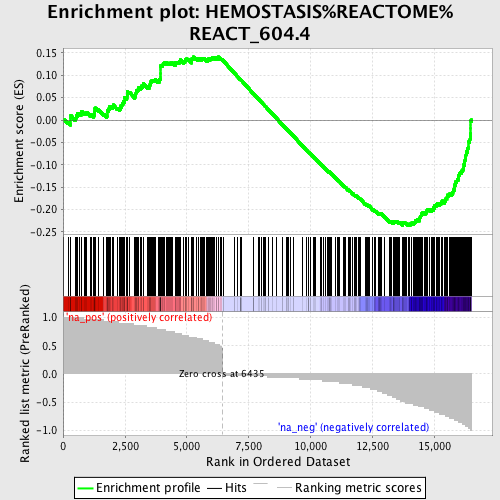 Enrichment plot: HEMOSTASIS%REACTOME%
REACT_604.4
Enrichment score (ES)
0.15
0.10
0.05
0.00
-0.05
-0.10
-0.15
-0.20
-0.25
Ranked list metric (PreRanked)
1.0
0.5
0.0
-0.5
-1.0
'na_pos' (positively correlated)
Zero cross at 6435
'na_neg' (negatively correlated)
0
2,500
5,000
7,500
10,000
12,500
15,000
Rank in Ordered Dataset
Enrichment profile
Hits
Ranking metric scores